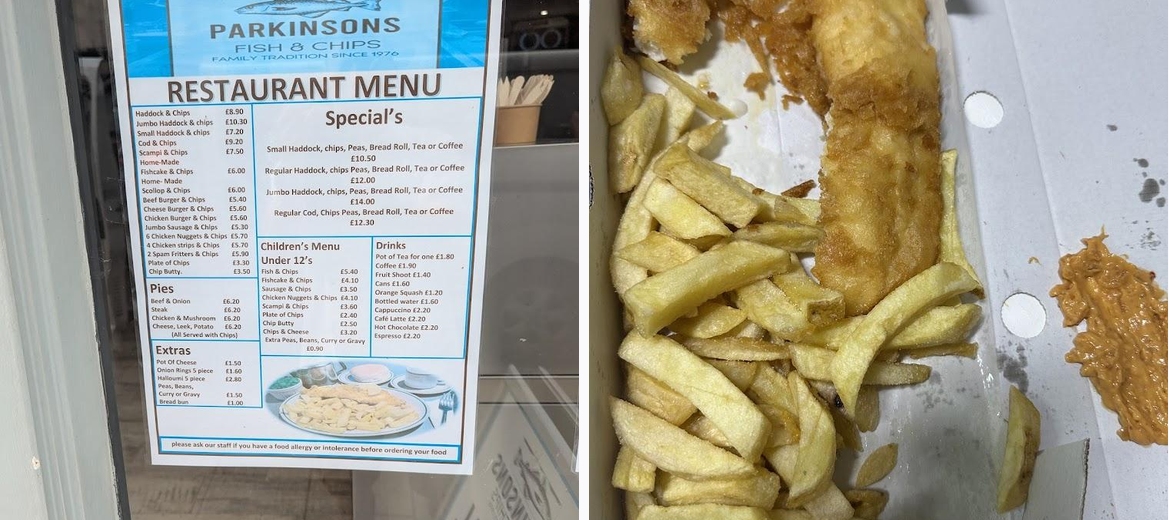 PARKINSONS
FISH & CHIPS
FAMILY TRADITION SINCE 1976
RESTAURANT MENU
Haddock & Chips £8.90
Jumbo Haddock & chips £10.30
Small Haddock & chips £7.20
Cod & Chips £9.20
Scampi & Chips £7.50
Home-Made
Fishcake & Chips £6.00
Home- Made
Scollop & Chips £6.00
Beef Burger & Chips £5.40
Cheese Burger & Chips £5.60
Chicken Burger & Chips £5.60
Jumbo Sausage & Chips £5.30
6 Chicken Nuggets & Chips £5.70
4 Chicken strips & Chips £5.70
2 Spam Fritters & Chips £5.90
Plate of Chips £3.30
Chip Butty. £3.50
Pies
Beef & Onion £6.20
Steak £6.20
Chicken & Mushroom £6.20
Cheese, Leek, Potato £6.20
(All Served with Chips)
Extras
Pot Of Cheese £1.50
Onion Rings 5 piece £1.60
Halloumi 5 piece £2.80
Peas, Beans,
Curry or Gravy £1.50
Bread bun £1.00
Special's
Small Haddock, chips, Peas, Bread Roll, Tea or Coffee
£10.50
Regular Haddock, chips Peas, Bread Roll, Tea or Coffee
£12.00
Jumbo Haddock, chips, Peas, Bread Roll, Tea or Coffee
£14.00
Regular Cod, Chips Peas, Bread Roll, Tea or Coffee
£12.30
Children's Menu
Under 12's
Fish & Chips £5.40
Fishcake & Chips £4.10
Sausage & Chips £3.50
Chicken Nuggets & Chips £4.10
Scampi & Chips £3.60
Plate of Chips £2.40
Chip Butty £2.50
Chips & Cheese £3.20
Extra Peas, Beans, Curry or Gravy
£0.90
Drinks
Pot of Tea for one £1.80
Coffee £1.90
Fruit Shoot £1.40
Cans £1.60
Orange Squash £1.20
Bottled water £1.60
Cappuccino £2.20
Café Latte £2.20
Hot Chocolate £2.20
Espresso £2.20
please ask our staff if you have a food allergy or intolerance before ordering your food